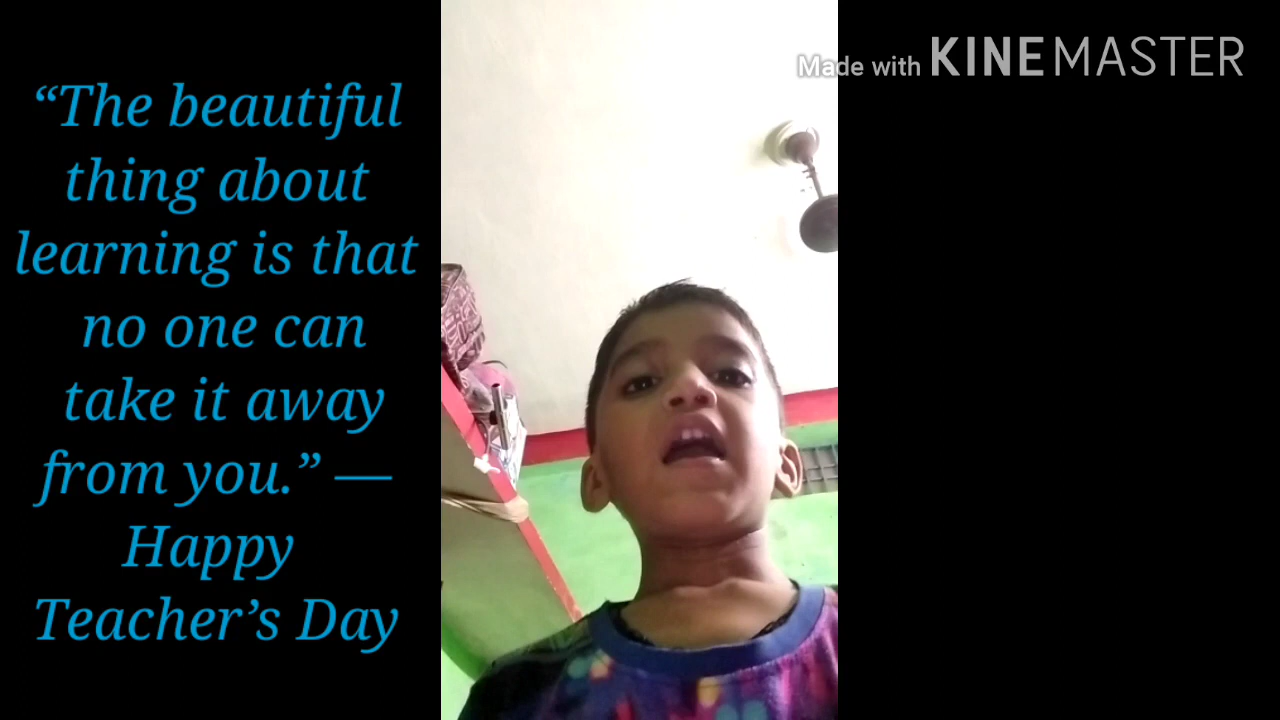 “The beautiful
thing about
learning is that
no one can
take it away
from you.” —
Happy
Teacher’s Day
Made with KINEMASTER